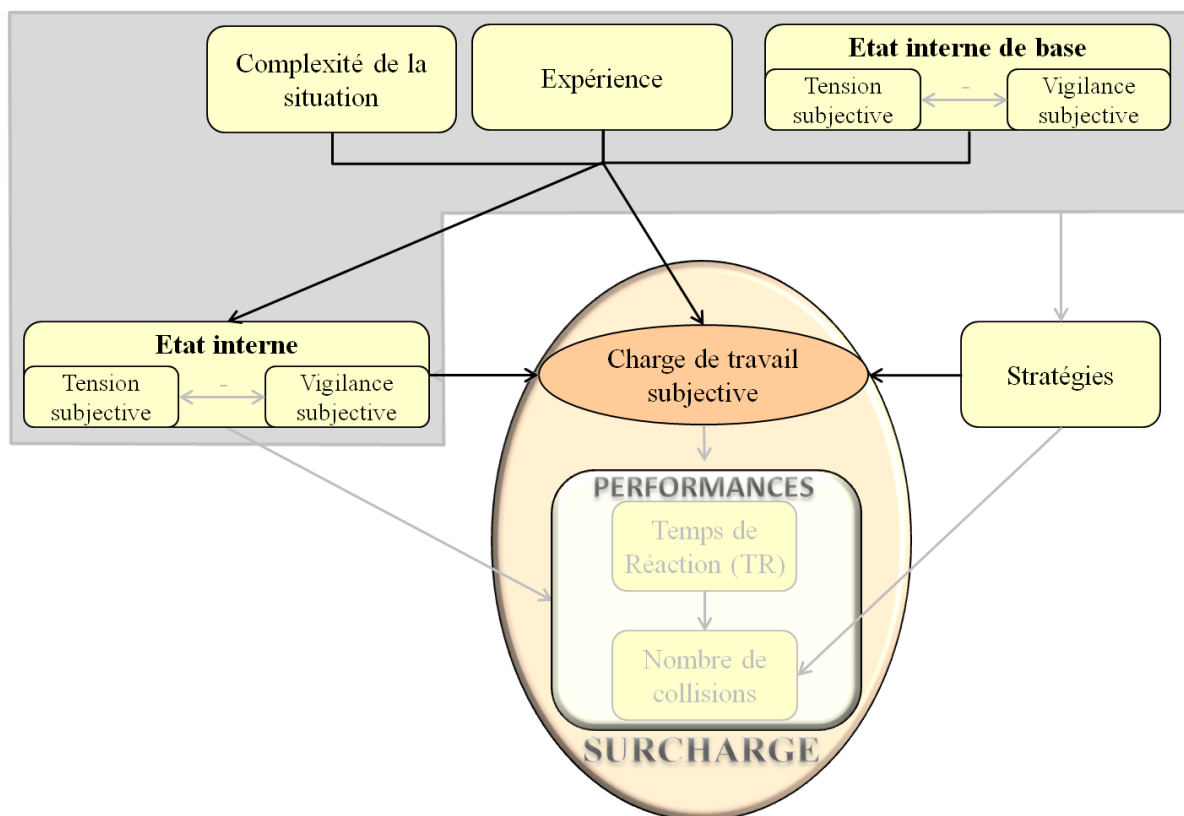 Complexité de la
situation
Expérience
Etat interne de base
Tension
subjective
-
Vigilance
subjective
Etat interne
Tension
subjective
-
Vigilance
subjective
Charge de travail
subjective
Stratégies
PERFORMANCES
Temps de
Réaction (TR)
Nombre de
collisions
SURCHARGE